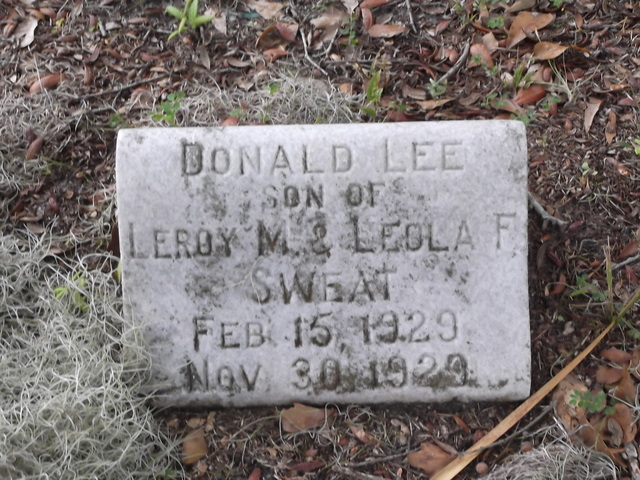 DONALD LEE
SON OF
LEROY M. & LEOLA F.
SWEAT
FEB. 15, 1929
NOV. 30, 1929